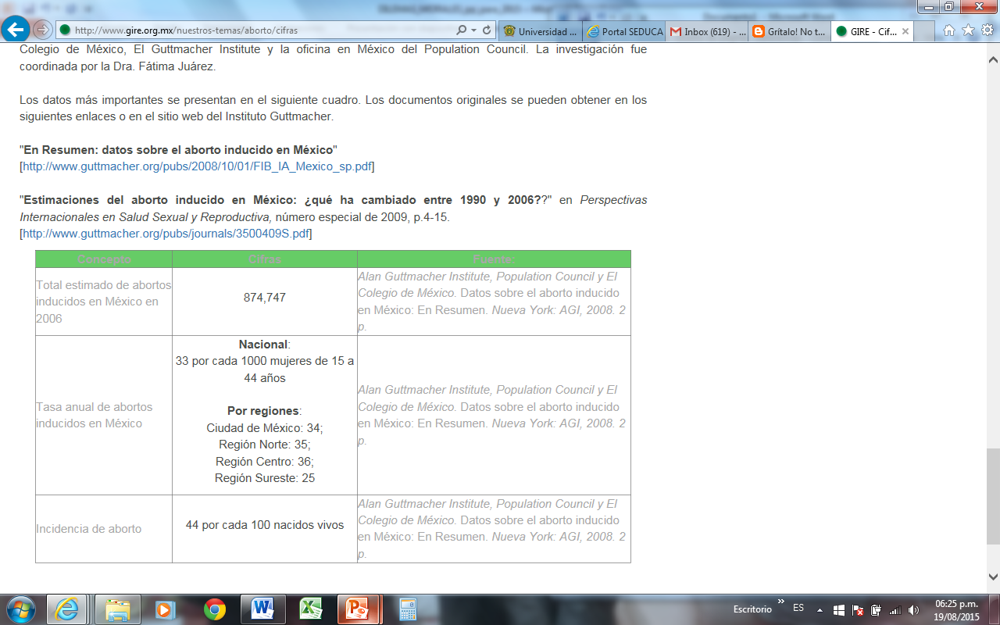 http://www.gire.org.mx/nuestros-temas/aborto/cifras
Universidad ...
Portal SEDUCA
Inbox (619) - ...
Grítalo! No t...
GIRE - Cif...
Colegio de México, El Guttmacher Institute y la oficina en México del Population Council. La investigación fue
coordinada por la Dra. Fátima Juárez.
Los datos más importantes se presentan en el siguiente cuadro. Los documentos originales se pueden obtener en los
siguientes enlaces o en el sitio web del Instituto Guttmacher.
"En Resumen: datos sobre el aborto inducido en México"
[http://www.guttmacher.org/pubs/2008/10/01/FIB_IA_Mexico_sp.pdf]
"Estimaciones del aborto inducido en México: ¿qué ha cambiado entre 1990 y 2006??" en Perspectivas
Internacionales en Salud Sexual y Reproductiva, número especial de 2009, p.4-15.
[http://www.guttmacher.org/pubs/journals/3500409S.pdf]
Concepto
Cifras
Fuente:
Total estimado de abortos
inducidos en México en
2006
874,747
Alan Guttmacher Institute, Population Council y El
Colegio de México. Datos sobre el aborto inducido
en México: En Resumen. Nueva York: AGI, 2008. 2
p.
Tasa anual de abortos
inducidos en México
Nacional:
33 por cada 1000 mujeres de 15 a
44 años
Por regiones:
Ciudad de México: 34;
Región Norte: 35;
Región Centro: 36;
Región Sureste: 25
Alan Guttmacher Institute, Population Council y El
Colegio de México. Datos sobre el aborto inducido
en México: En Resumen. Nueva York: AGI, 2008. 2
p.
Incidencia de aborto
44 por cada 100 nacidos vivos
Alan Guttmacher Institute, Population Council y El
Colegio de México. Datos sobre el aborto inducido
en México: En Resumen. Nueva York: AGI, 2008. 2
p.
Escritorio
ES
06:25 p.m.
19/08/2015